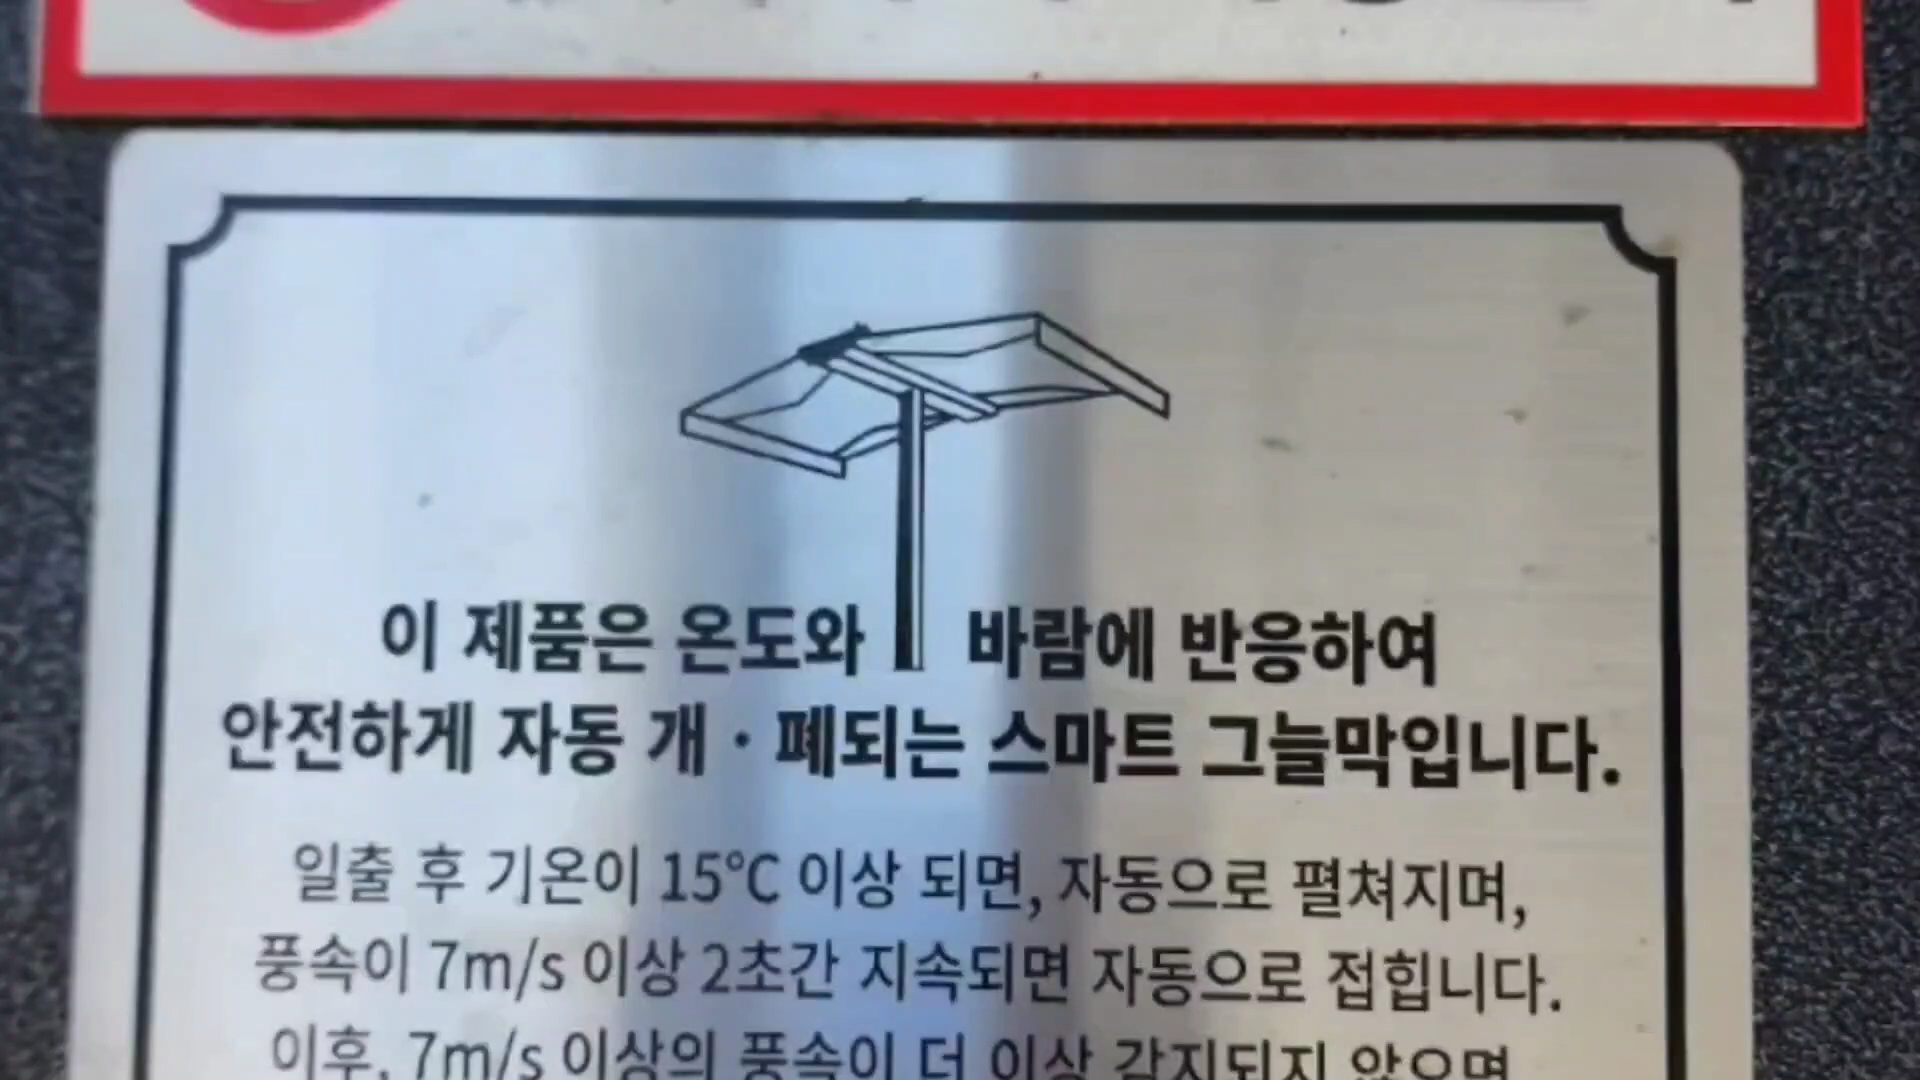 이 제품은 온도와 바람에 반응하여
안전하게 자동 개 · 폐되는 스마트 그늘막입니다.
일출 후 기온이 15℃ 이상 되면, 자동으로 펼쳐지며,
풍속이 7m/s 이상 2초간 지속되면 자동으로 접힙니다.
이후, 7m/s 이상의 풍속이 더 이상 감지되지 않으면